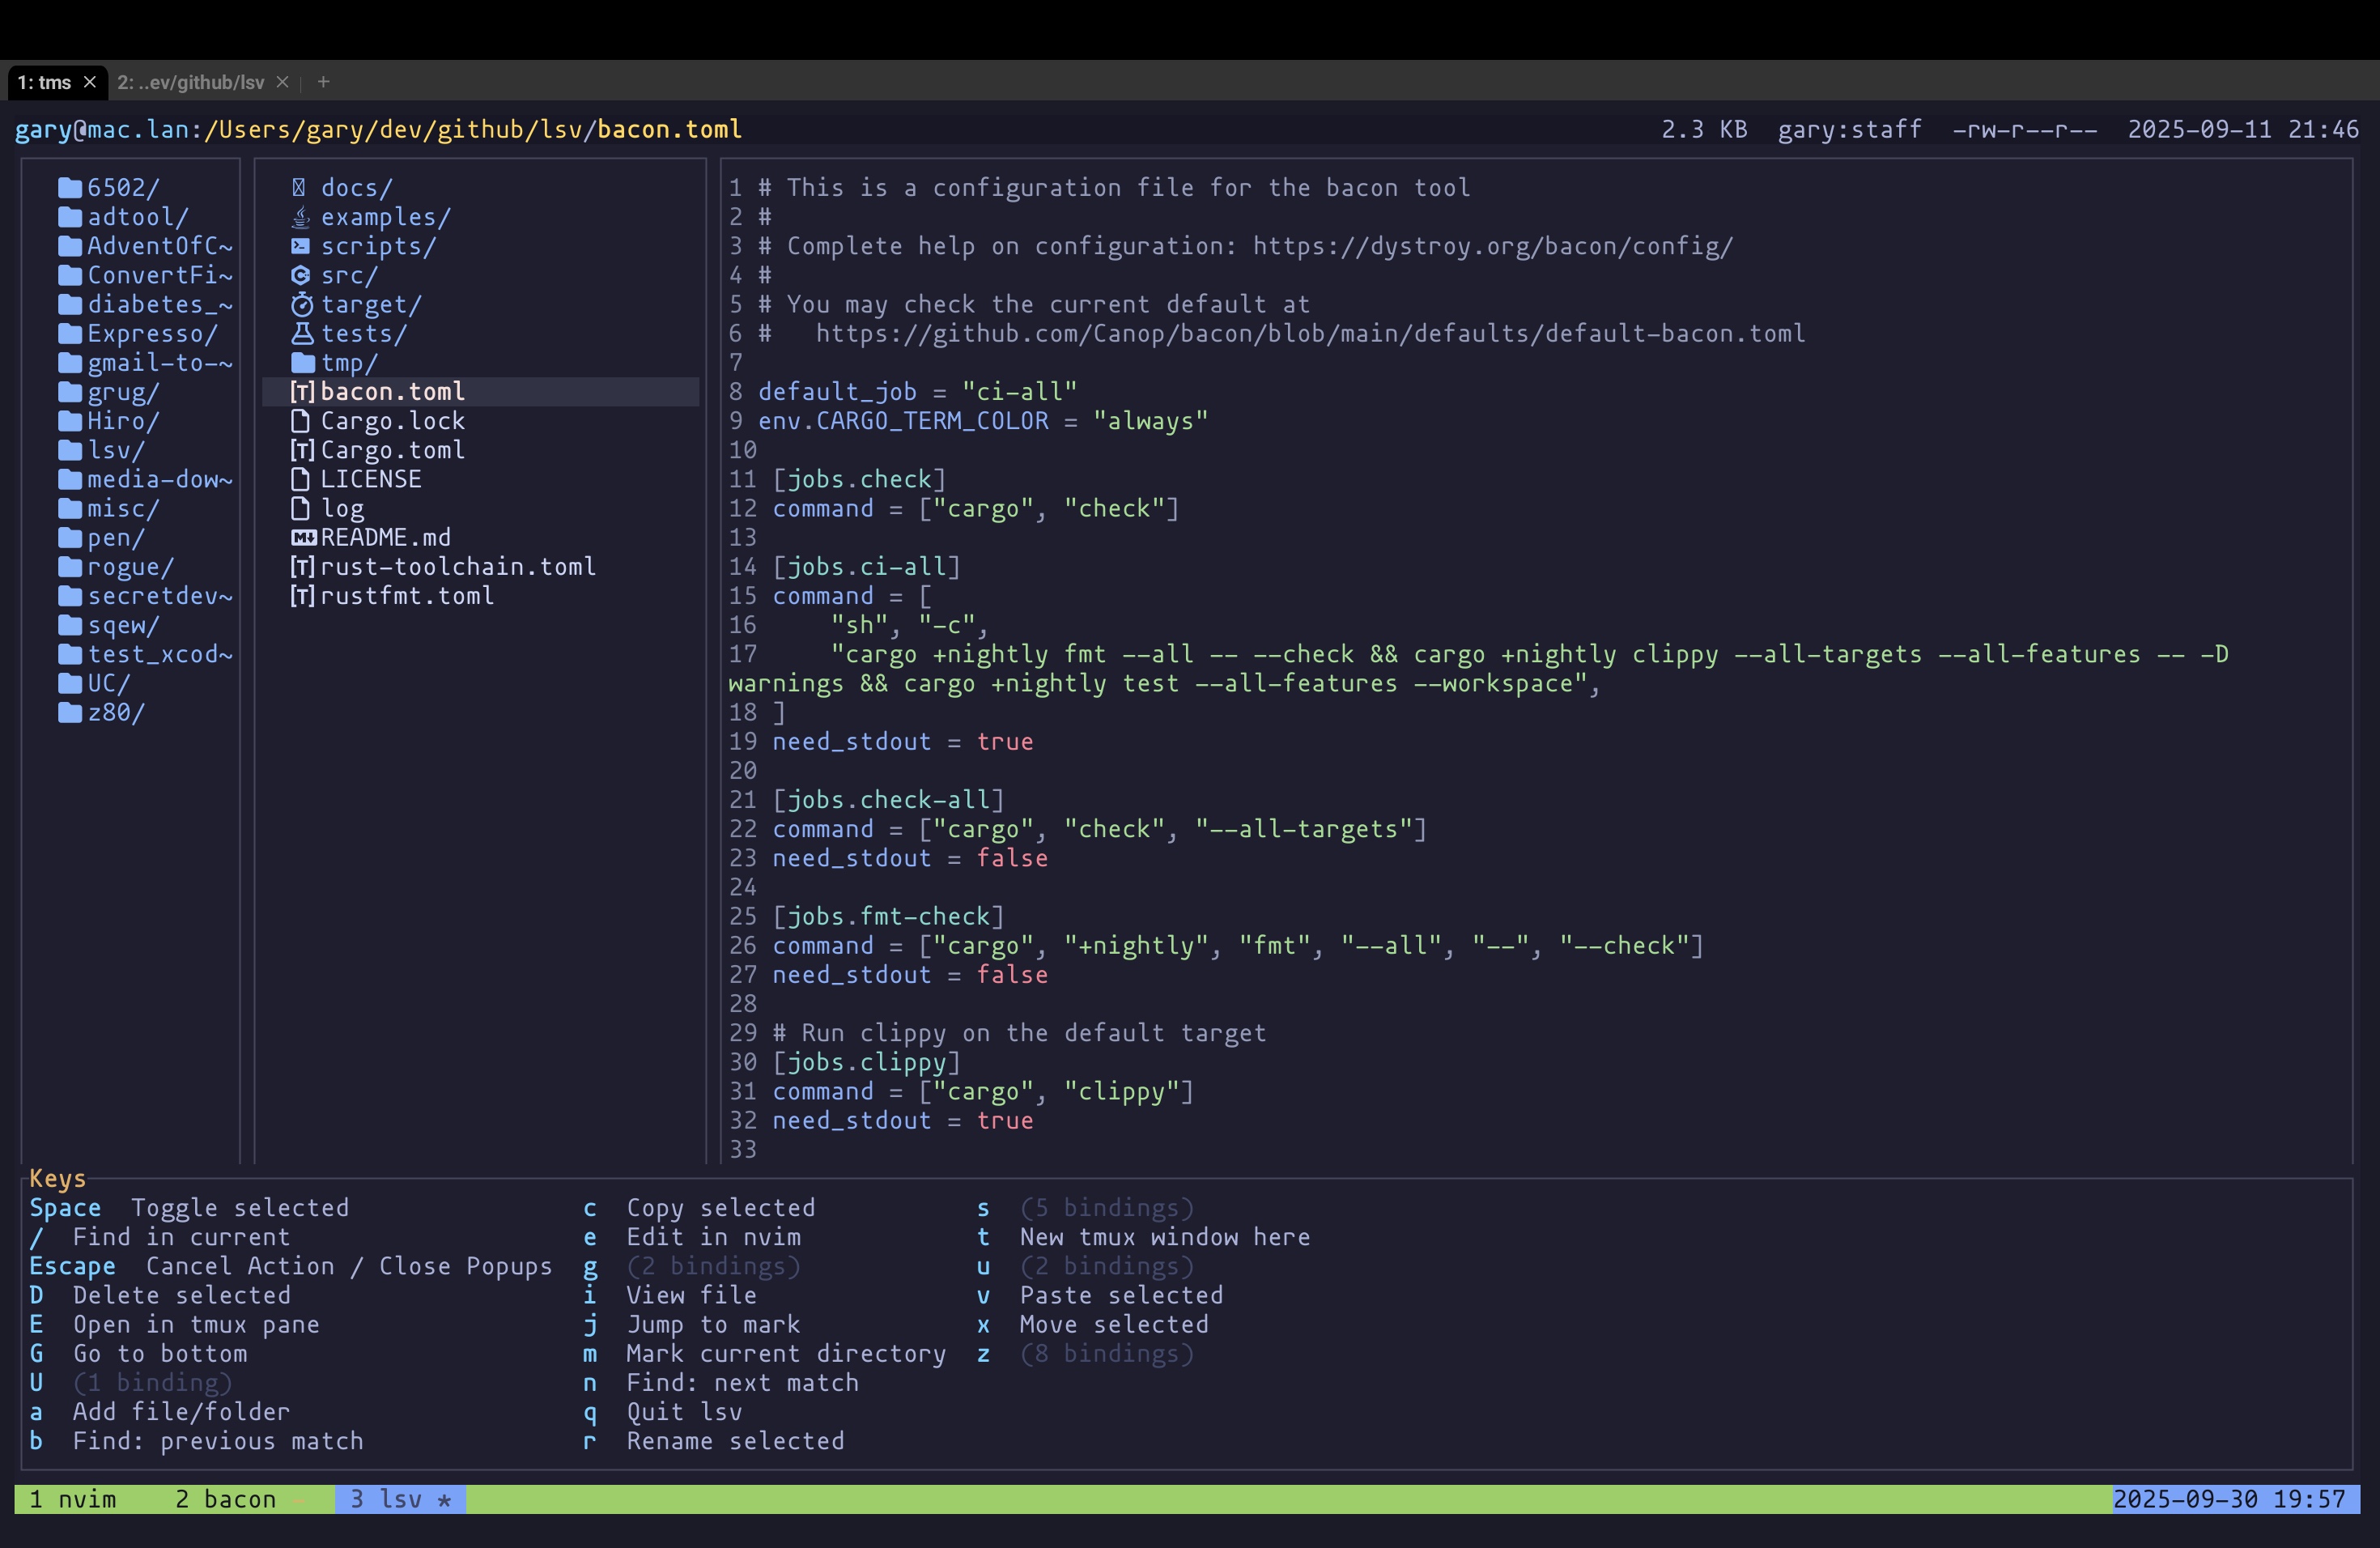 1: tms × 2: ..ev/github/lsv × +
gary@mac.lan:/Users/gary/dev/github/lsv/bacon.toml 2.3 KB gary:staff -rw-r--r-- 2025-09-11 21:46
6502/
adtool/
AdventOfC~
ConvertFi~
diabetes_~
Expresso/
gmail-to-~
grug/
Hiro/
lsv/
media-dow~
misc/
pen/
rogue/
secretdev~
sqew/
test_xcod~
UC/
z80/
docs/
examples/
scripts/
src/
target/
tests/
tmp/
[T] bacon.toml
Cargo.lock
[T] Cargo.toml
LICENSE
log
README.md
[T] rust-toolchain.toml
[T] rustfmt.toml
1 # This is a configuration file for the bacon tool
2 #
3 # Complete help on configuration: https://dystroy.org/bacon/config/
4 #
5 # You may check the current default at
6 #   https://github.com/Canop/bacon/blob/main/defaults/default-bacon.toml
7
8 default_job = "ci-all"
9 env.CARGO_TERM_COLOR = "always"
10
11 [jobs.check]
12 command = ["cargo", "check"]
13
14 [jobs.ci-all]
15 command = [
16     "sh", "-c",
17     "cargo +nightly fmt --all -- --check && cargo +nightly clippy --all-targets --all-features -- -D
warnings && cargo +nightly test --all-features --workspace",
18 ]
19 need_stdout = true
20
21 [jobs.check-all]
22 command = ["cargo", "check", "--all-targets"]
23 need_stdout = false
24
25 [jobs.fmt-check]
26 command = ["cargo", "+nightly", "fmt", "--all", "--", "--check"]
27 need_stdout = false
28
29 # Run clippy on the default target
30 [jobs.clippy]
31 command = ["cargo", "clippy"]
32 need_stdout = true
33
Keys
Space Toggle selected
/ Find in current
Escape Cancel Action / Close Popups
D Delete selected
E Open in tmux pane
G Go to bottom
U (1 binding)
a Add file/folder
b Find: previous match
c Copy selected
e Edit in nvim
g (2 bindings)
i View file
j Jump to mark
m Mark current directory
n Find: next match
q Quit lsv
r Rename selected
s (5 bindings)
t New tmux window here
u (2 bindings)
v Paste selected
x Move selected
z (8 bindings)
1 nvim 2 bacon - 3 lsv * 2025-09-30 19:57